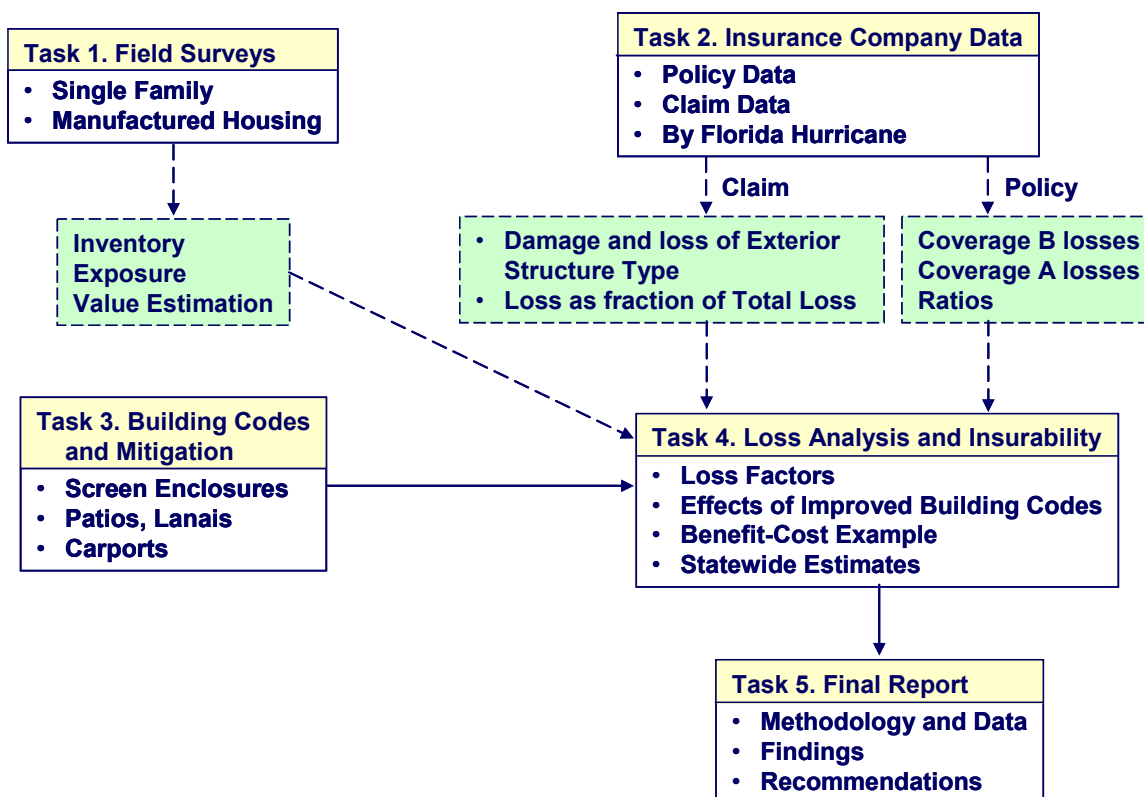 Task 1. Field Surveys
• Single Family
• Manufactured Housing
Task 2. Insurance Company Data
• Policy Data
• Claim Data
• By Florida Hurricane
Claim
Policy
Inventory
Exposure
Value Estimation
• Damage and loss of Exterior
Structure Type
• Loss as fraction of Total Loss
Coverage B losses
Coverage A losses
Ratios
Task 3. Building Codes
and Mitigation
• Screen Enclosures
• Patios, Lanais
• Carports
Task 4. Loss Analysis and Insurability
• Loss Factors
• Effects of Improved Building Codes
• Benefit-Cost Example
• Statewide Estimates
Task 5. Final Report
• Methodology and Data
• Findings
• Recommendations